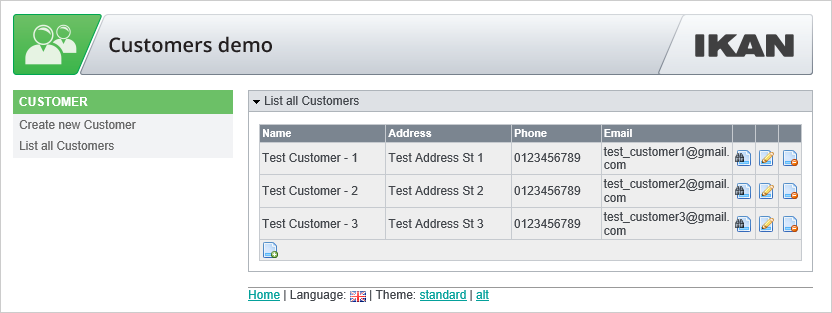 Customers demo
IKAN
CUSTOMER
Create new Customer
List all Customers
List all Customers
Name Address Phone Email
Test Customer - 1 Test Address St 1 0123456789 test_customer1@gmail.
com
Test Customer - 2 Test Address St 2 0123456789 test_customer2@gmail.
com
Test Customer - 3 Test Address St 3 0123456789 test_customer3@gmail.
com
Home | Language: | Theme: standard | alt